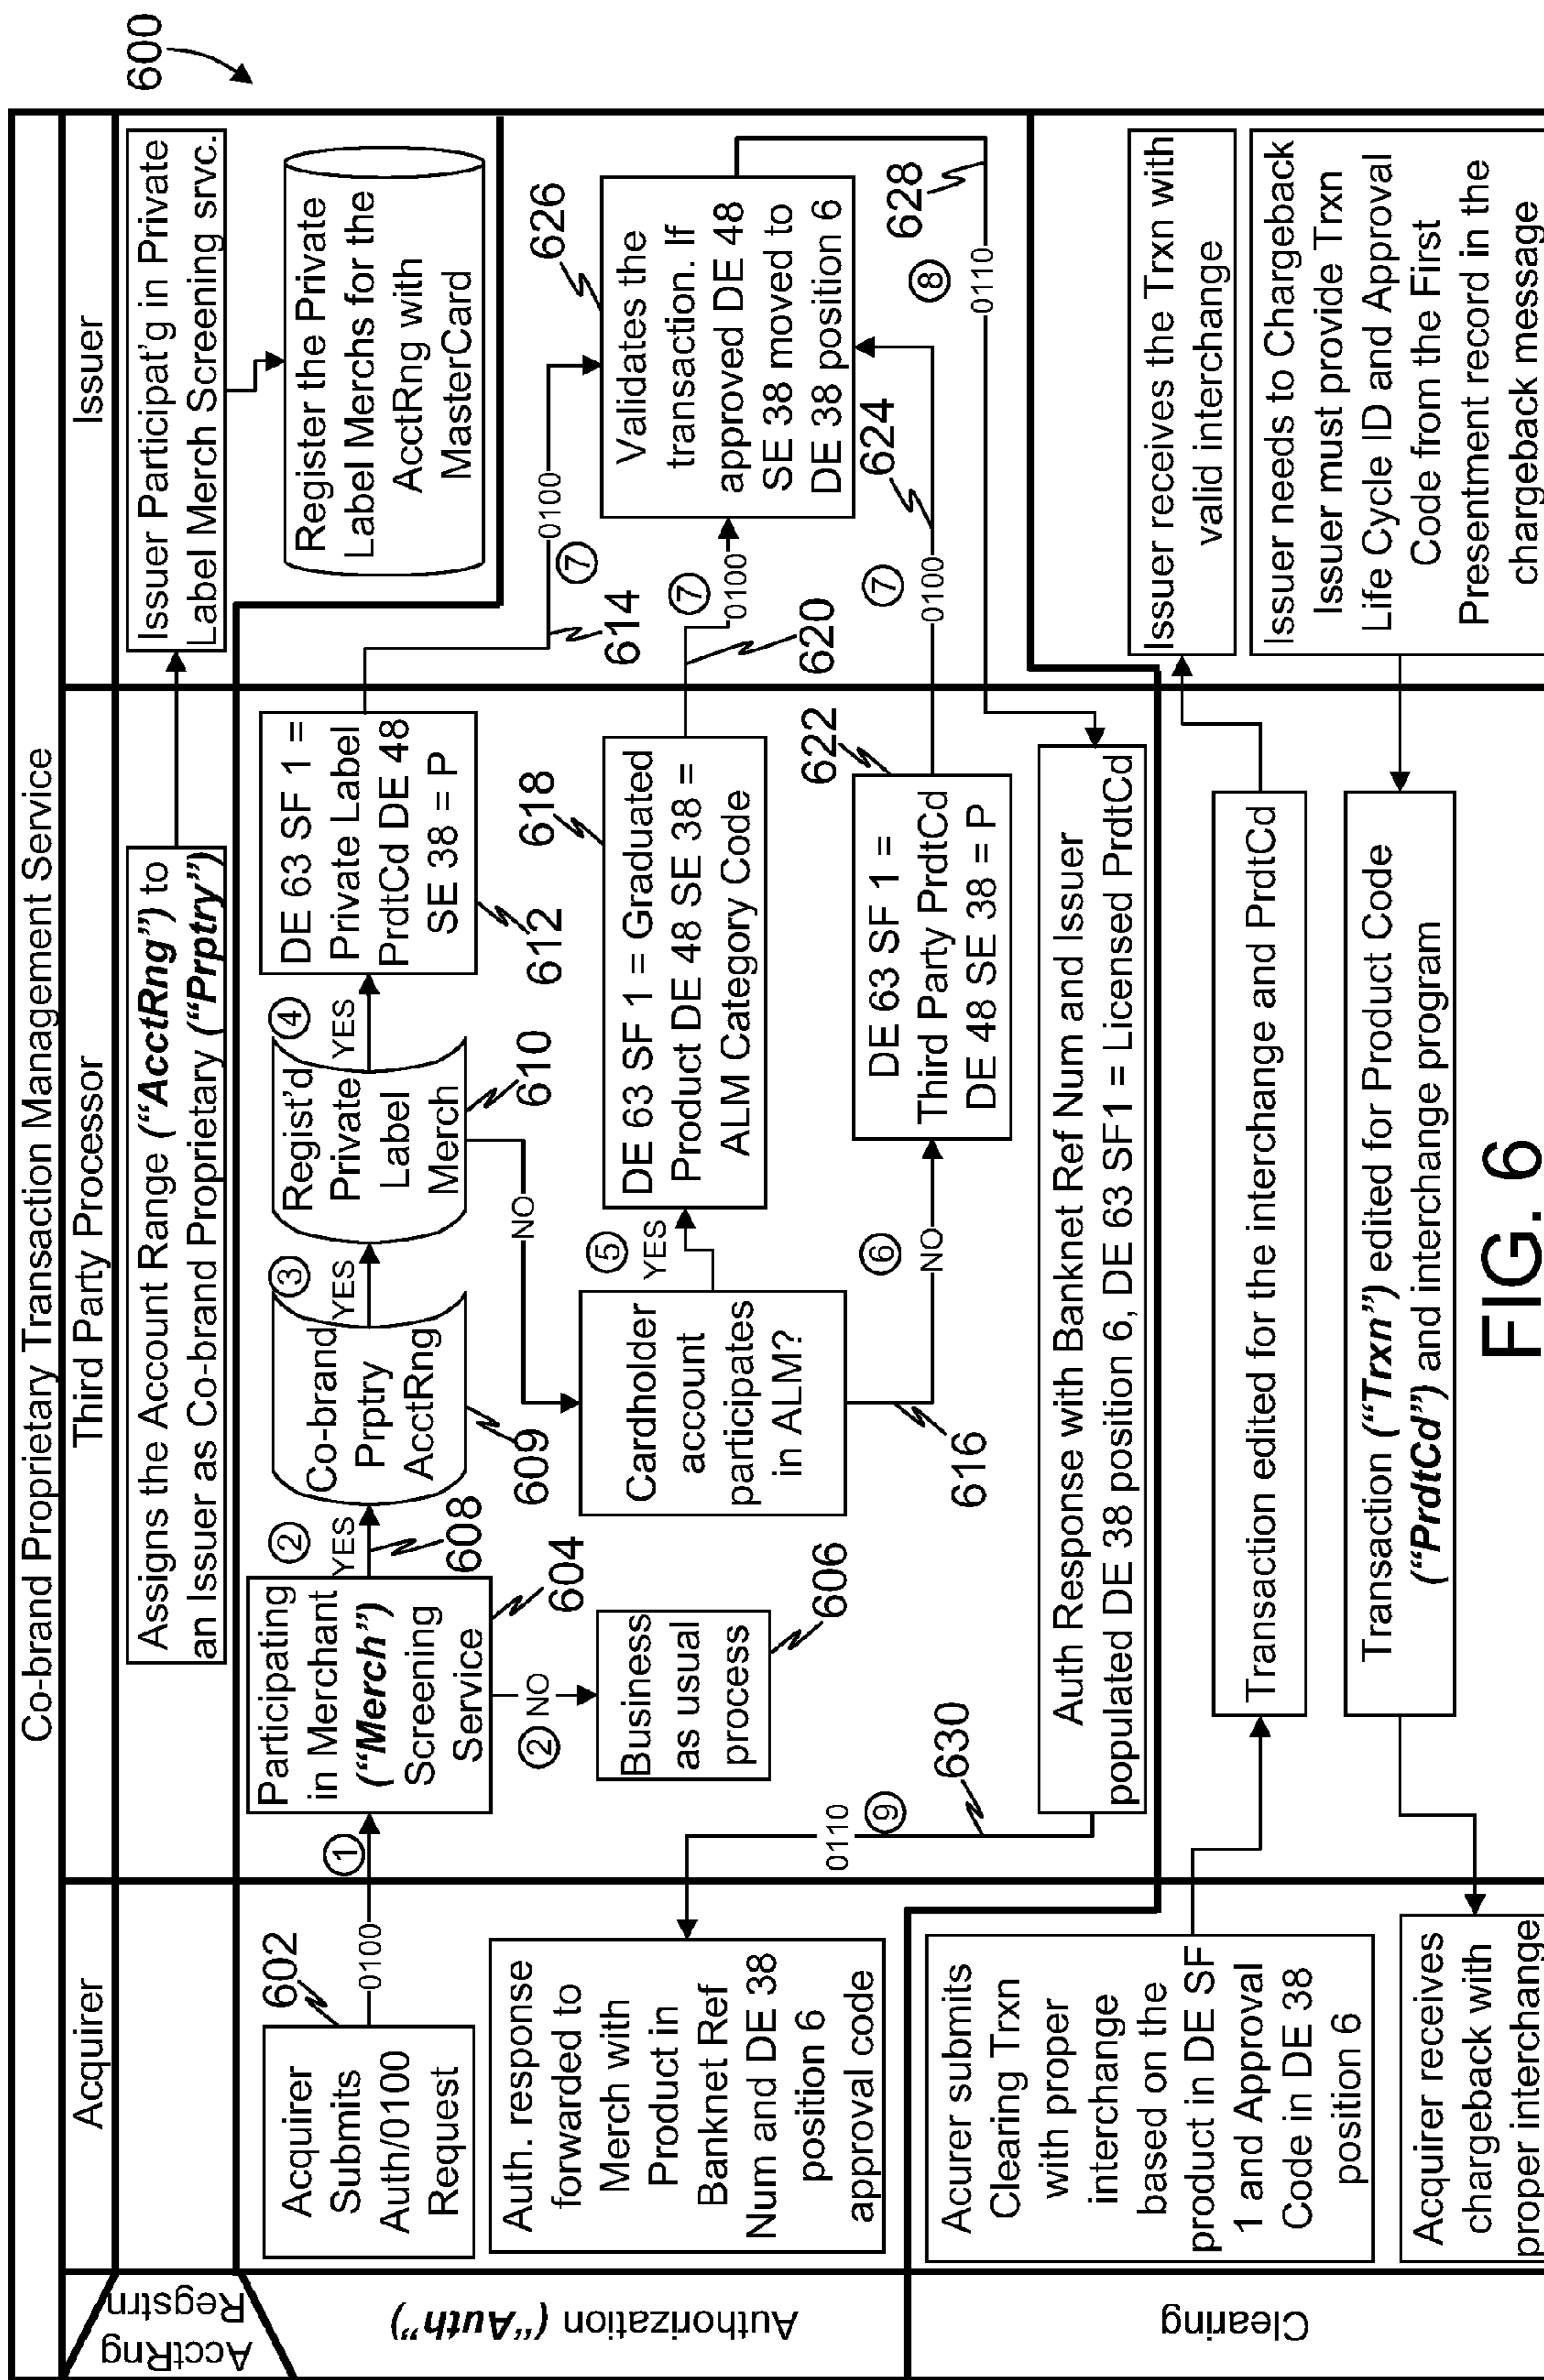 600
Co-brand Proprietary Transaction Management Service
Acquirer
Third Party Processor
Issuer
AcctRng
Registrn
Assigns the Account Range (“AcctRng”) to
an Issuer as Co-brand Proprietary (“Prptry”)
Issuer Participat’g in Private
Label Merch Screening srvc.
Register the Private
Label Merchs for the
AcctRng with
MasterCard
Authorization (“Auth”)
602
Acquirer
Submits
Auth/0100
Request
0100
1
Participating
in Merchant
(“Merch”)
Screening
Service
604
2
NO
Business
as usual
process
606
2
YES
608
Co-brand
Prptry
AcctRng
609
3
YES
Regist’d
Private
Label
Merch
610
4
YES
DE 63 SF 1 =
Private Label
PrdtCd DE 48
SE 38 = P
612
614
0100
7
NO
Cardholder
account
participates
in ALM?
616
5
YES
DE 63 SF 1 = Graduated
Product DE 48 SE 38 =
ALM Category Code
618
620
7
0100
6
NO
DE 63 SF 1 =
Third Party PrdtCd
DE 48 SE 38 = P
622
7
0100
624
Validates the
transaction. If
approved DE 48
SE 38 moved to
DE 38 position 6
626
8
628
0110
Auth Response with Banknet Ref Num and Issuer
populated DE 38 position 6, DE 63 SF1 = Licensed PrdtCd
0110
9
630
Auth. response
forwarded to
Merch with
Product in
Banknet Ref
Num and DE 38
position 6
approval code
Clearing
Acurer submits
Clearing Trxn
with proper
interchange
based on the
product in DE SF
1 and Approval
Code in DE 38
position 6
Transaction edited for the interchange and PrdtCd
Issuer receives the Trxn with
valid interchange
Issuer needs to Chargeback
Issuer must provide Trxn
Life Cycle ID and Approval
Code from the First
Presentment record in the
chargeback message
Transaction (“Trxn”) edited for Product Code
(“PrdtCd”) and interchange program
Acquirer receives
chargeback with
proper interchange
FIG. 6